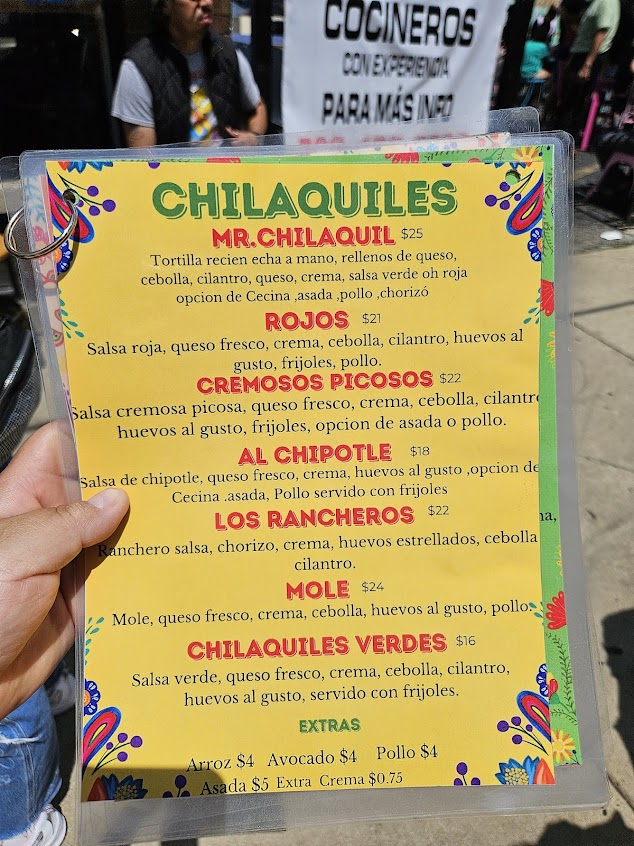 COCINEROS
CON EXPERIENCIA
PARA MÁS INFO
CHILAQUILES
MR.CHILAQUIL $25
Tortilla recien echa a mano, rellenos de queso,
cebolla, cilantro, queso, crema, salsa verde oh roja
opcion de Cecina ,asada ,pollo ,chorizó
ROJOS $21
Salsa roja, queso fresco, crema, cebolla, cilantro, huevos al
gusto, frijoles, pollo.
CREMOSOS PICOSOS $22
Salsa cremosa picosa, queso fresco, crema, cebolla, cilantro
huevos al gusto, frijoles, opcion de asada o pollo.
AL CHIPOTLE $18
Salsa de chipotle, queso fresco, crema, huevos al gusto ,opcion de
Cecina .asada, Pollo servido con frijoles
LOS RANCHEROS $22
Ranchero salsa, chorizo, crema, huevos estrellados, cebolla
cilantro.
MOLE $24
Mole, queso fresco, crema, cebolla, huevos al gusto, pollo.
CHILAQUILES VERDES $16
Salsa verde, queso fresco, crema, cebolla, cilantro,
huevos al gusto, servido con frijoles.
EXTRAS
Arroz $4 Avocado $4 Pollo $4
Asada $5 Extra Crema $0.75